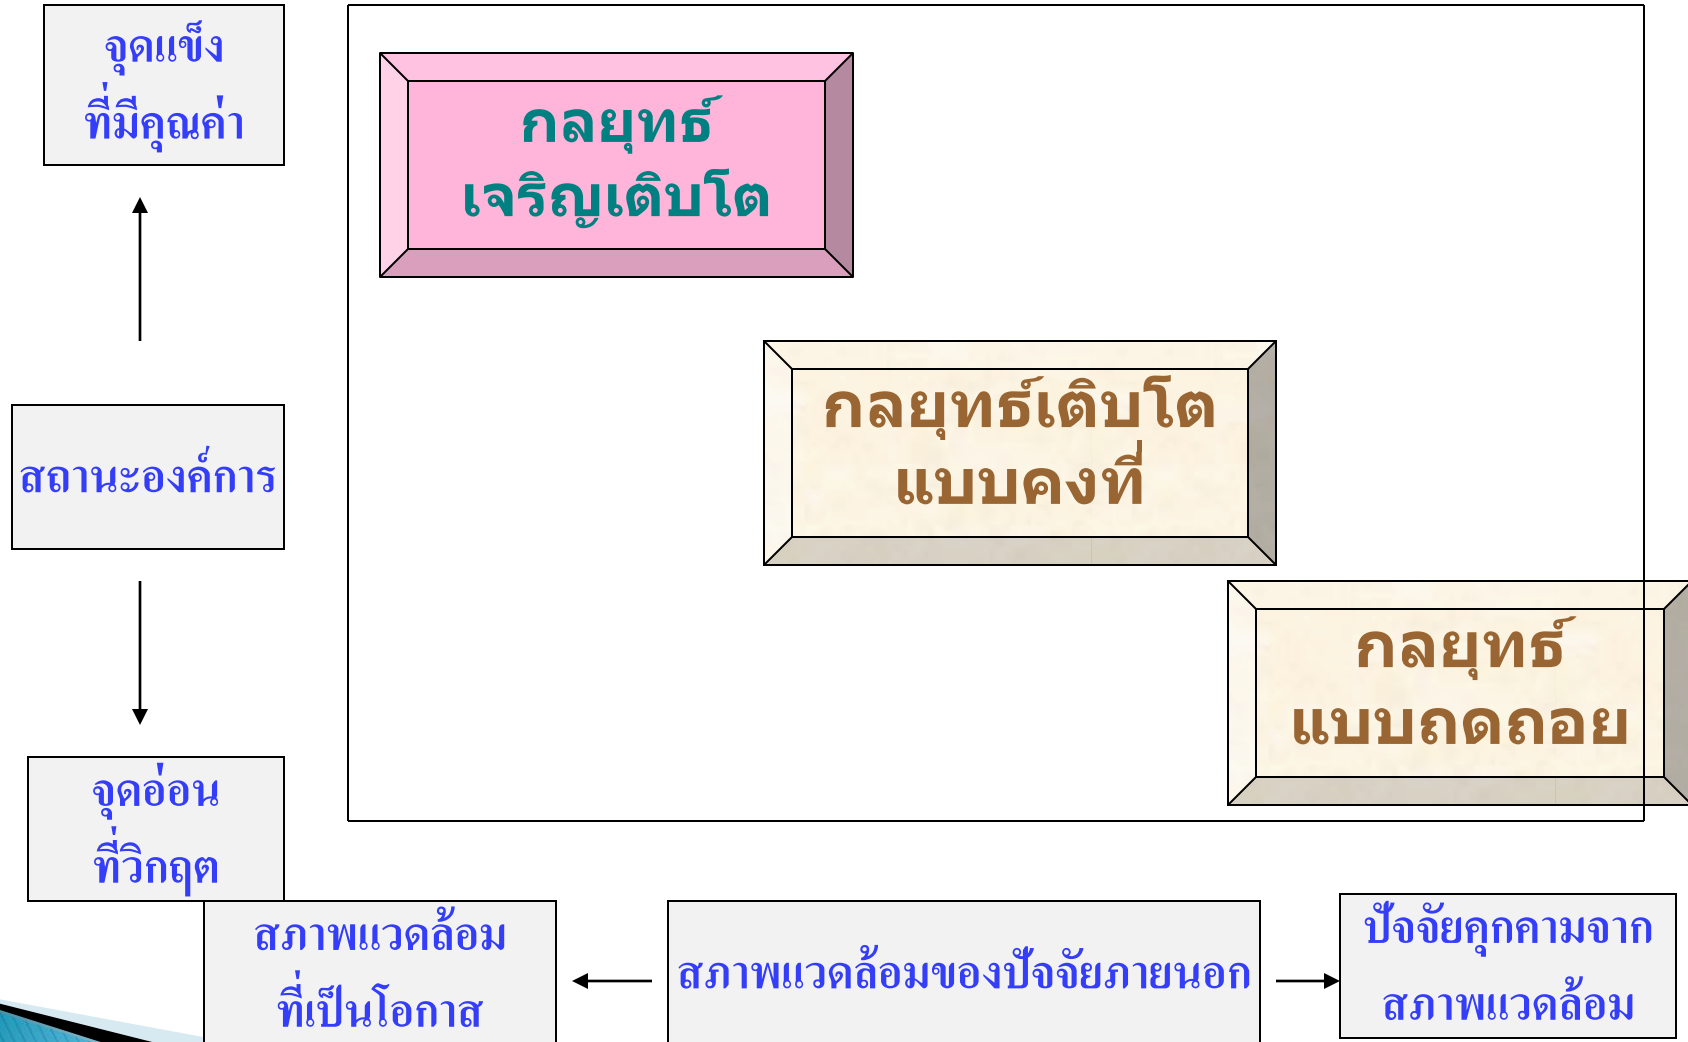 จุดแข็ง
ที่มีคุณค่า
กลยุทธ์
เจริญเติบโต
กลยุทธ์เติบโต
แบบคงที่
สถานะองค์การ
กลยุทธ์
แบบถดถอย
จุดอ่อน
ที่วิกฤต
สภาพแวดล้อม
ที่เป็นโอกาส
สภาพแวดล้อมของปัจจัยภายนอก
ปัจจัยคุกคามจาก
สภาพแวดล้อม